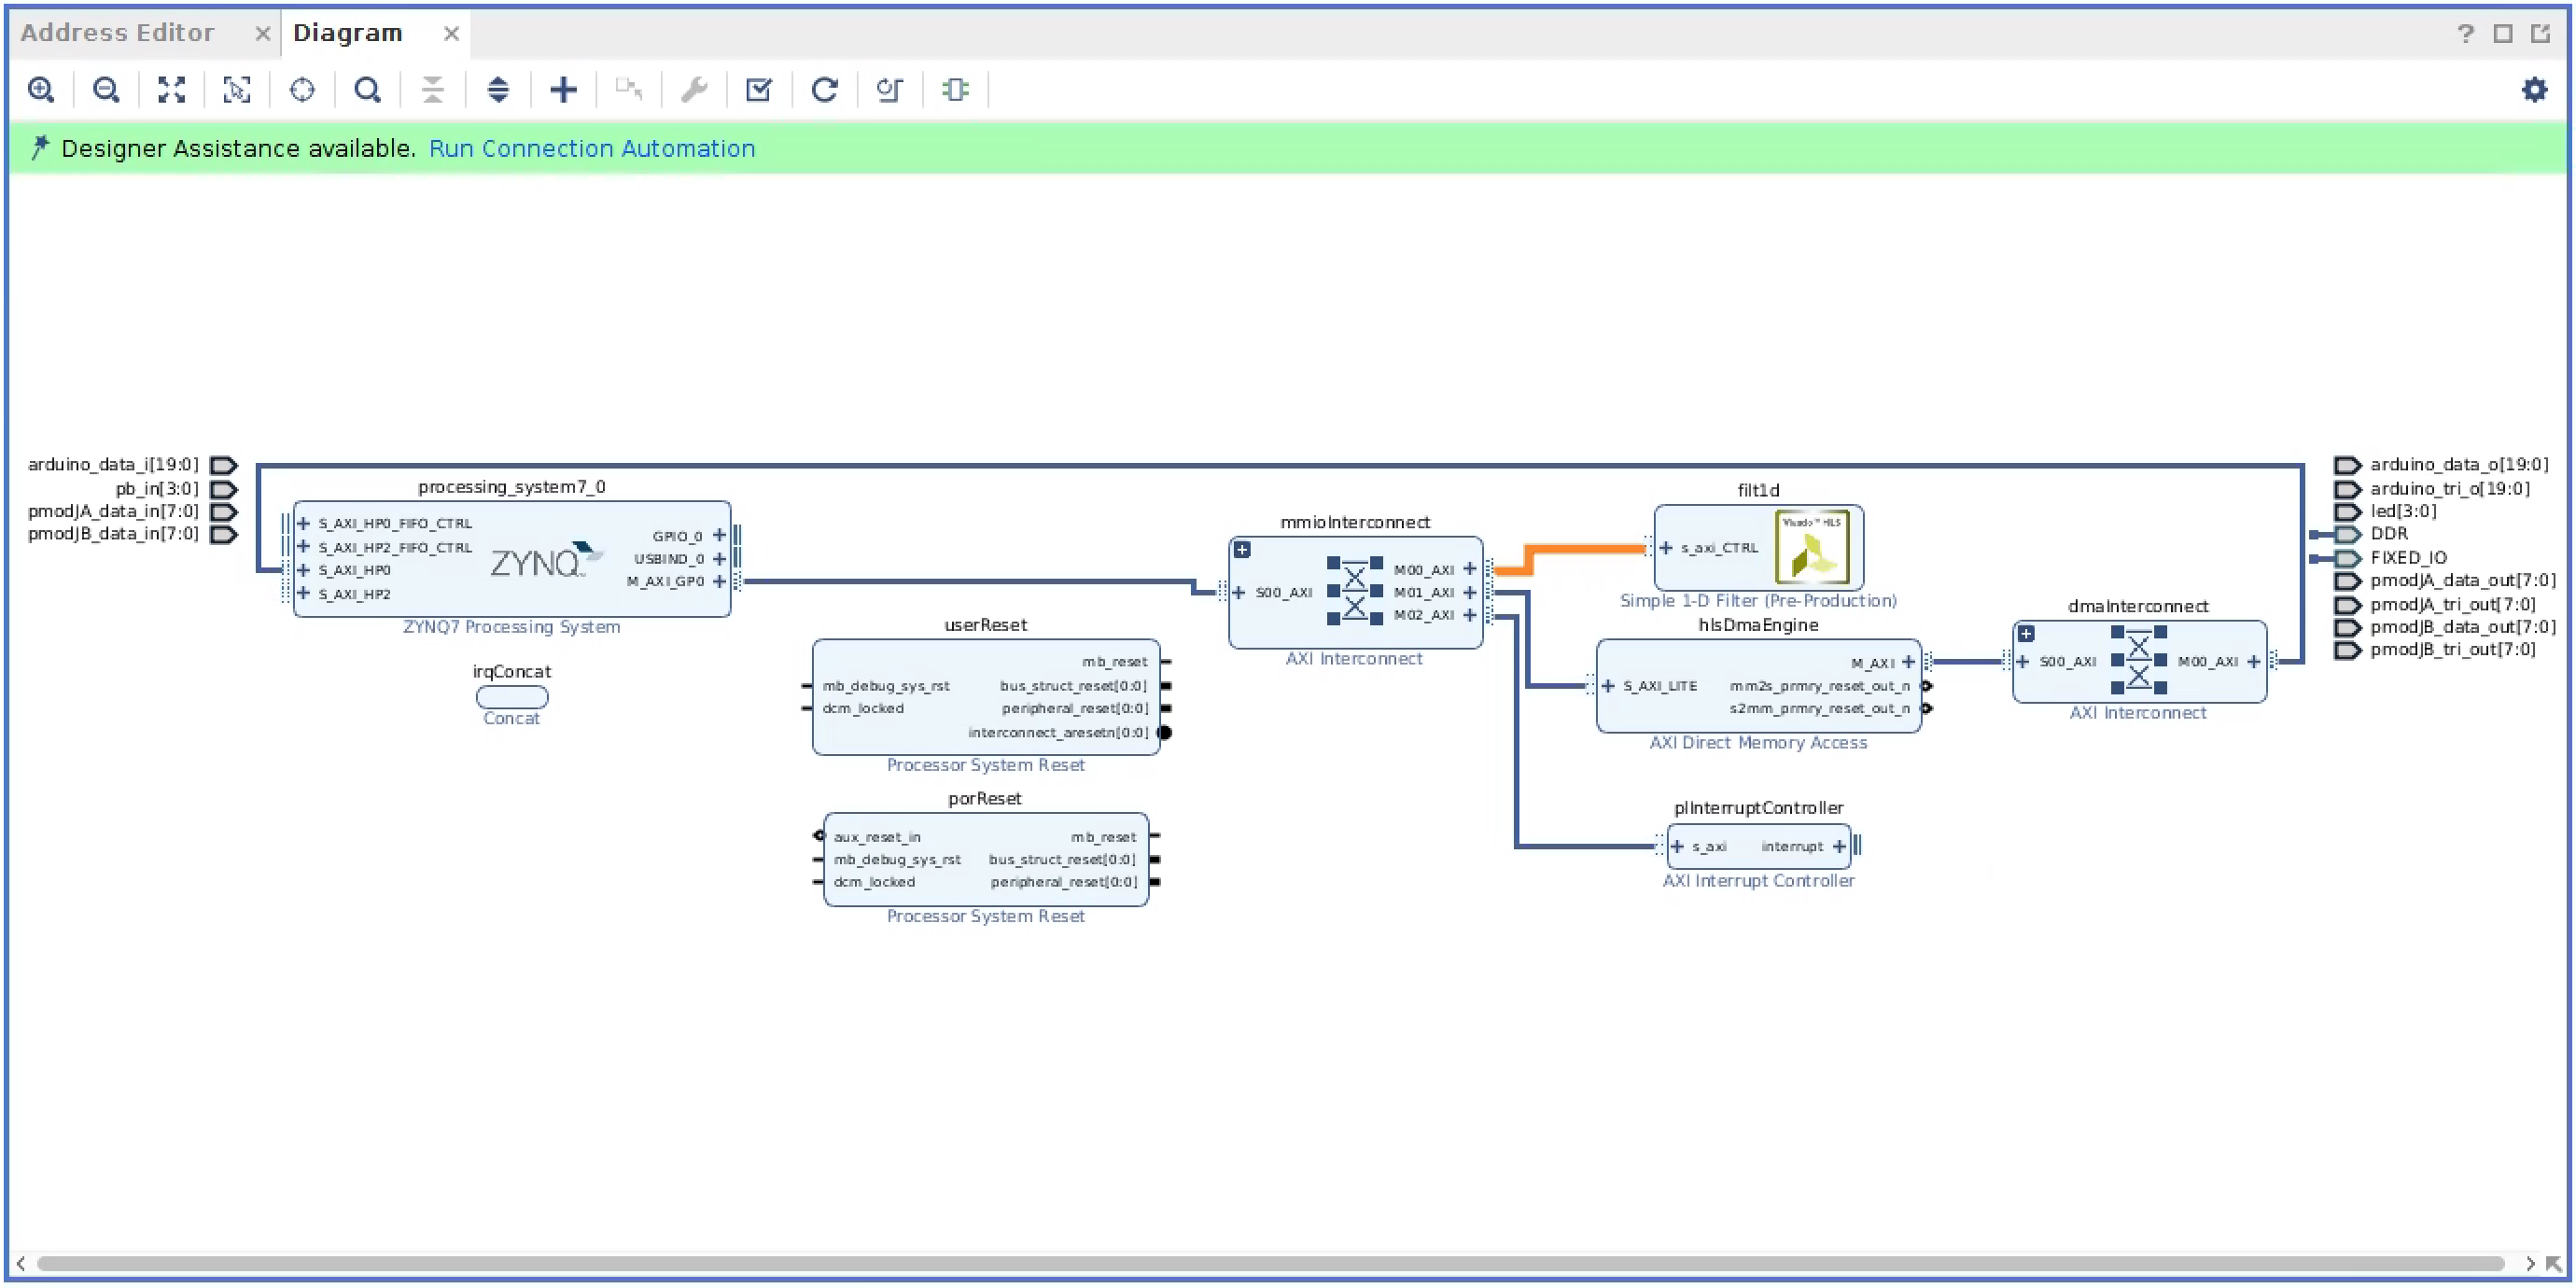 Address Editor
Diagram
Designer Assistance available. Run Connection Automation
arduino_data_i[19:0]
pb_in[3:0]
pmodJA_data_in[7:0]
pmodJB_data_in[7:0]
processing_system7_0
S_AXI_HP0_FIFO_CTRL
S_AXI_HP2_FIFO_CTRL
S_AXI_HP0
S_AXI_HP2
ZYNQ
GPIO_0
USBIND_0
M_AXI_GP0
ZYNQ7 Processing System
irqConcat
Concat
userReset
mb_debug_sys_rst
dcm_locked
mb_reset
bus_struct_reset[0:0]
peripheral_reset[0:0]
interconnect_aresetn[0:0]
Processor System Reset
porReset
aux_reset_in
mb_debug_sys_rst
dcm_locked
mb_reset
bus_struct_reset[0:0]
peripheral_reset[0:0]
Processor System Reset
mmioInterconnect
S00_AXI
M00_AXI
M01_AXI
M02_AXI
AXI Interconnect
filt1d
s_axi_CTRL
Vivado™ HLS
Simple 1-D Filter (Pre-Production)
hlsDmaEngine
S_AXI_LITE
M_AXI
mm2s_prmry_reset_out_n
s2mm_prmry_reset_out_n
AXI Direct Memory Access
plInterruptController
s_axi
interrupt
AXI Interrupt Controller
dmaInterconnect
S00_AXI
M00_AXI
AXI Interconnect
arduino_data_o[19:0]
arduino_tri_o[19:0]
led[3:0]
DDR
FIXED_IO
pmodJA_data_out[7:0]
pmodJA_tri_out[7:0]
pmodJB_data_out[7:0]
pmodJB_tri_out[7:0]